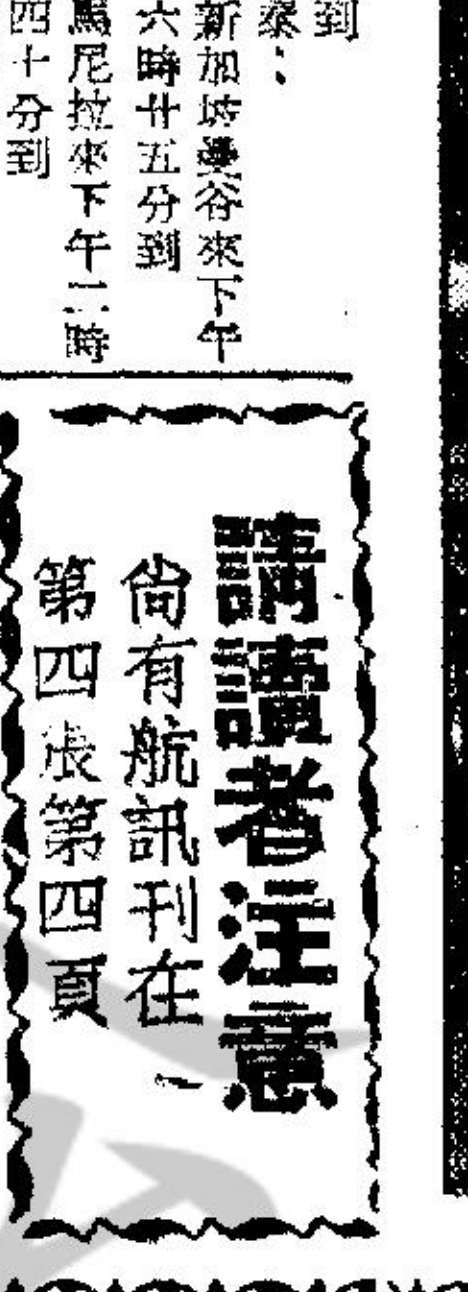 到
泰：
新加坡曼谷來下午
六時廿五分到
馬尼拉來下午二時
四十分到
請讀者注意
尚有航訊刊在
第四張第四頁